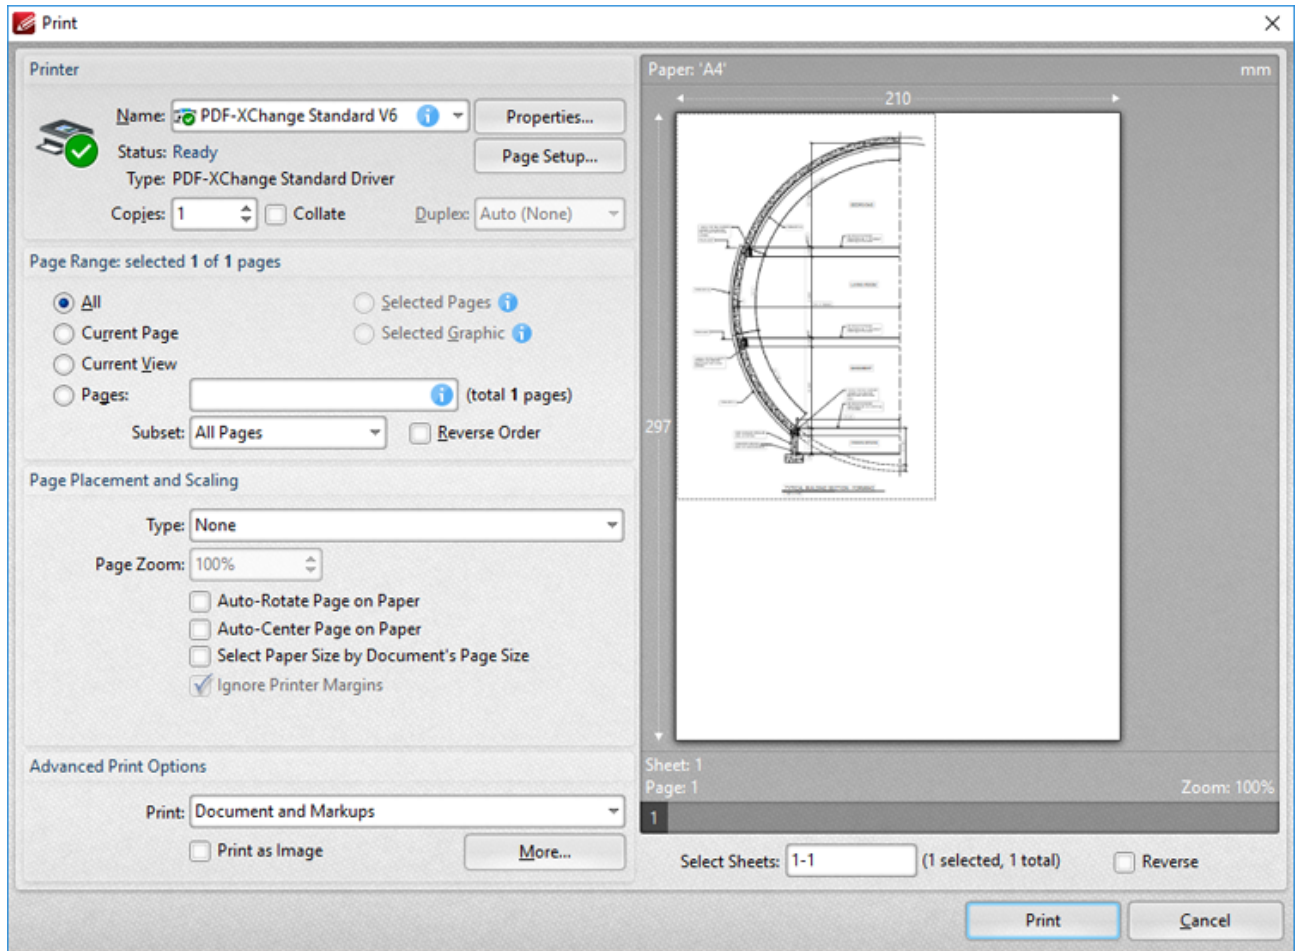 Print
Printer
Name: PDF-XChange Standard V6
Properties...
Status: Ready
Page Setup...
Type: PDF-XChange Standard Driver
Copies: 1
Collate
Duplex: Auto (None)
Page Range: selected 1 of 1 pages
All
Selected Pages
Current Page
Selected Graphic
Current View
Pages:
(total 1 pages)
Subset: All Pages
Reverse Order
Page Placement and Scaling
Type: None
Page Zoom: 100%
Auto-Rotate Page on Paper
Auto-Center Page on Paper
Select Paper Size by Document's Page Size
Ignore Printer Margins
Advanced Print Options
Print: Document and Markups
Print as Image
More...
Paper: 'A4'
mm
210
297
Sheet: 1
Page: 1
Zoom: 100%
1
Select Sheets: 1-1 (1 selected, 1 total)
Reverse
Print
Cancel